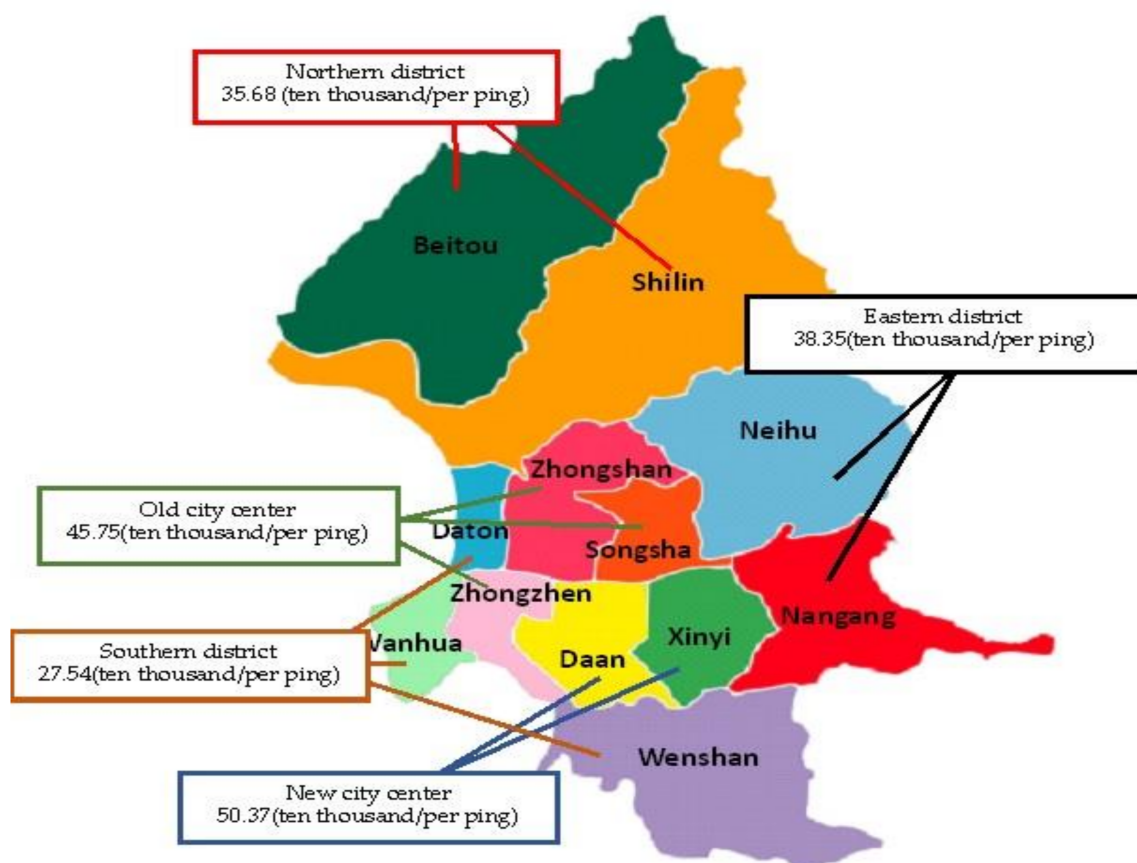 Northern district
35.68 (ten thousand/per ping)
Beitou
Shilin
Eastern district
38.35(ten thousand/per ping)
Neihu
Zhongshan
Old city center
45.75(ten thousand/per ping)
Daton
Songsha
Zhongzhen
Nangang
Wanhua
Xinyi
Daan
Southern district
27.54(ten thousand/per ping)
Wenshan
New city center
50.37(ten thousand/per ping)